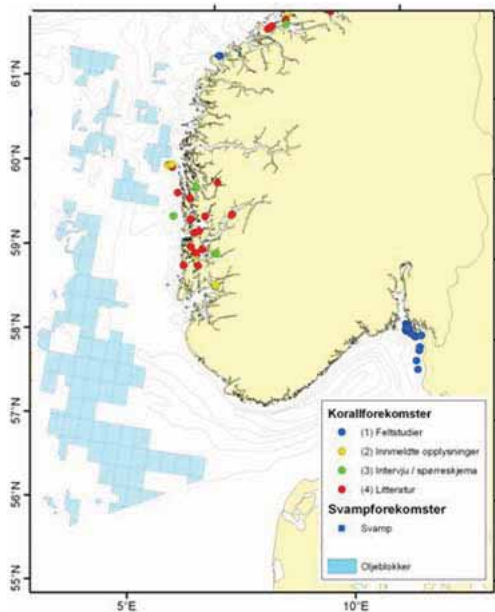 61°N
60°N
59°N
58°N
57°N
56°N
55°N
5°E
10°E
Korallforekomster
(1) Feltstudier
(2) Innmeldte opplysninger
(3) Intervju / spørreskjema
(4) Litteratur
Svampforekomster
Svamp
Oljeblokker